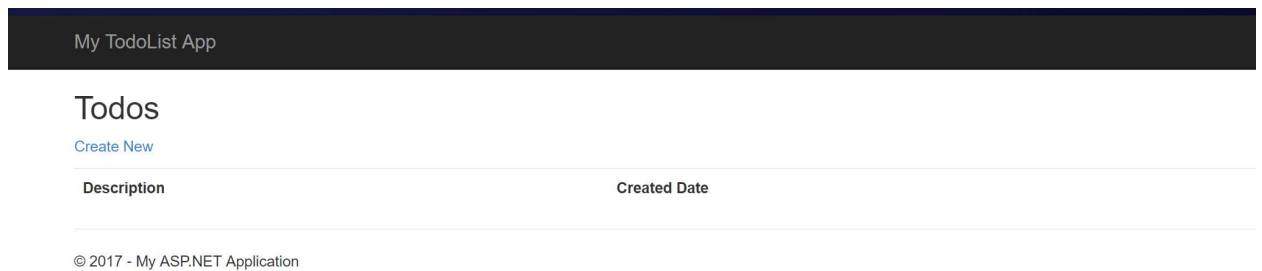 My TodoList App
Todos
Create New
Description Created Date
© 2017 - My ASP.NET Application